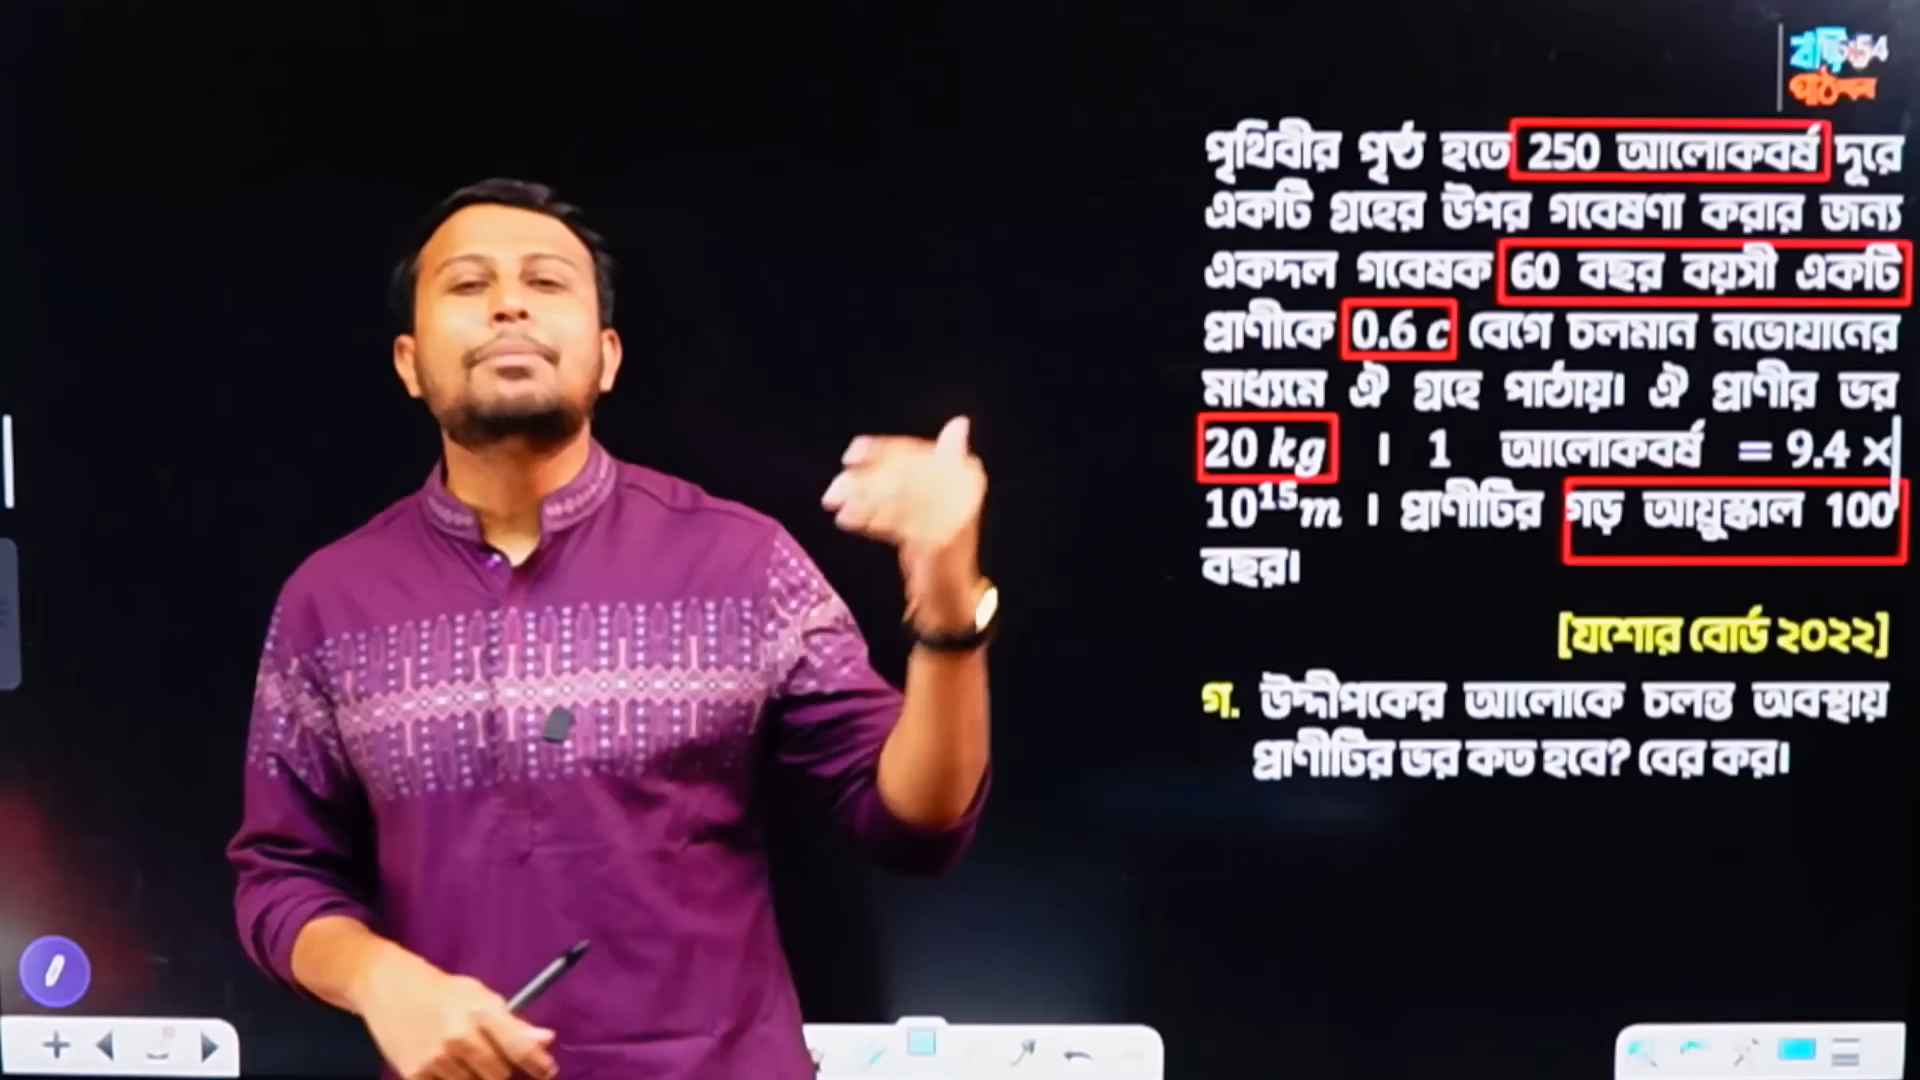 পৃথিবীর পৃষ্ঠ হতে 250 আলোকবর্ষ দূরে
একটি গ্রহের উপর গবেষণা করার জন্য
একদল গবেষক 60 বছর বয়সী একটি
প্রাণীকে 0.6 c বেগে চলমান নভোযানের
মাধ্যমে ঐ গ্রহে পাঠায়। ঐ প্রাণীর ভর
20 kg । 1 আলোকবর্ষ = 9.4 ×
10¹⁵m । প্রাণীটির গড় আয়ুস্কাল 100
বছর।
[যশোর বোর্ড ২০২২]
গ. উদ্দীপকের আলোকে চলন্ত অবস্থায়
প্রাণীটির ভর কত হবে? বের কর।